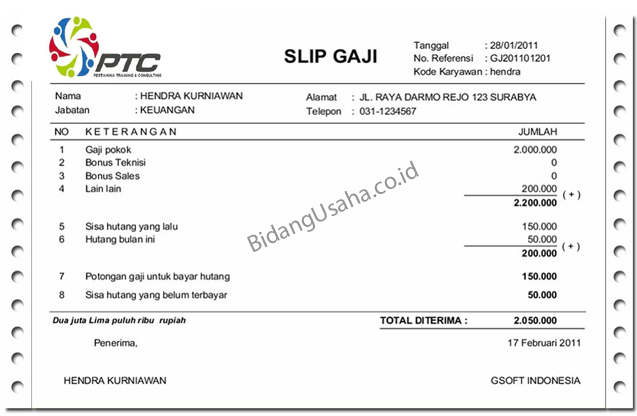 PTC
PERTAMINA TRAINING & CONSULTING
SLIP GAJI
Tanggal : 28/01/2011
No. Referensi : GJ201101201
Kode Karyawan : hendra
Nama : HENDRA KURNIAWAN
Jabatan : KEUANGAN
Alamat : JL. RAYA DARMO REJO 123 SURABYA
Telepon : 031-1234567
NO KETERANGAN JUMLAH
1 Gaji pokok 2.000.000
2 Bonus Teknisi 0
3 Bonus Sales 0
4 Lain lain 200.000 ( + )
2.200.000
5 Sisa hutang yang lalu 150.000
6 Hutang bulan ini 50.000 ( + )
200.000
7 Potongan gaji untuk bayar hutang 150.000
8 Sisa hutang yang belum terbayar 50.000
Dua juta Lima puluh ribu rupiah TOTAL DITERIMA : 2.050.000
Penerima, 17 Februari 2011
HENDRA KURNIAWAN GSOFT INDONESIA
BidangUsaha.co.id